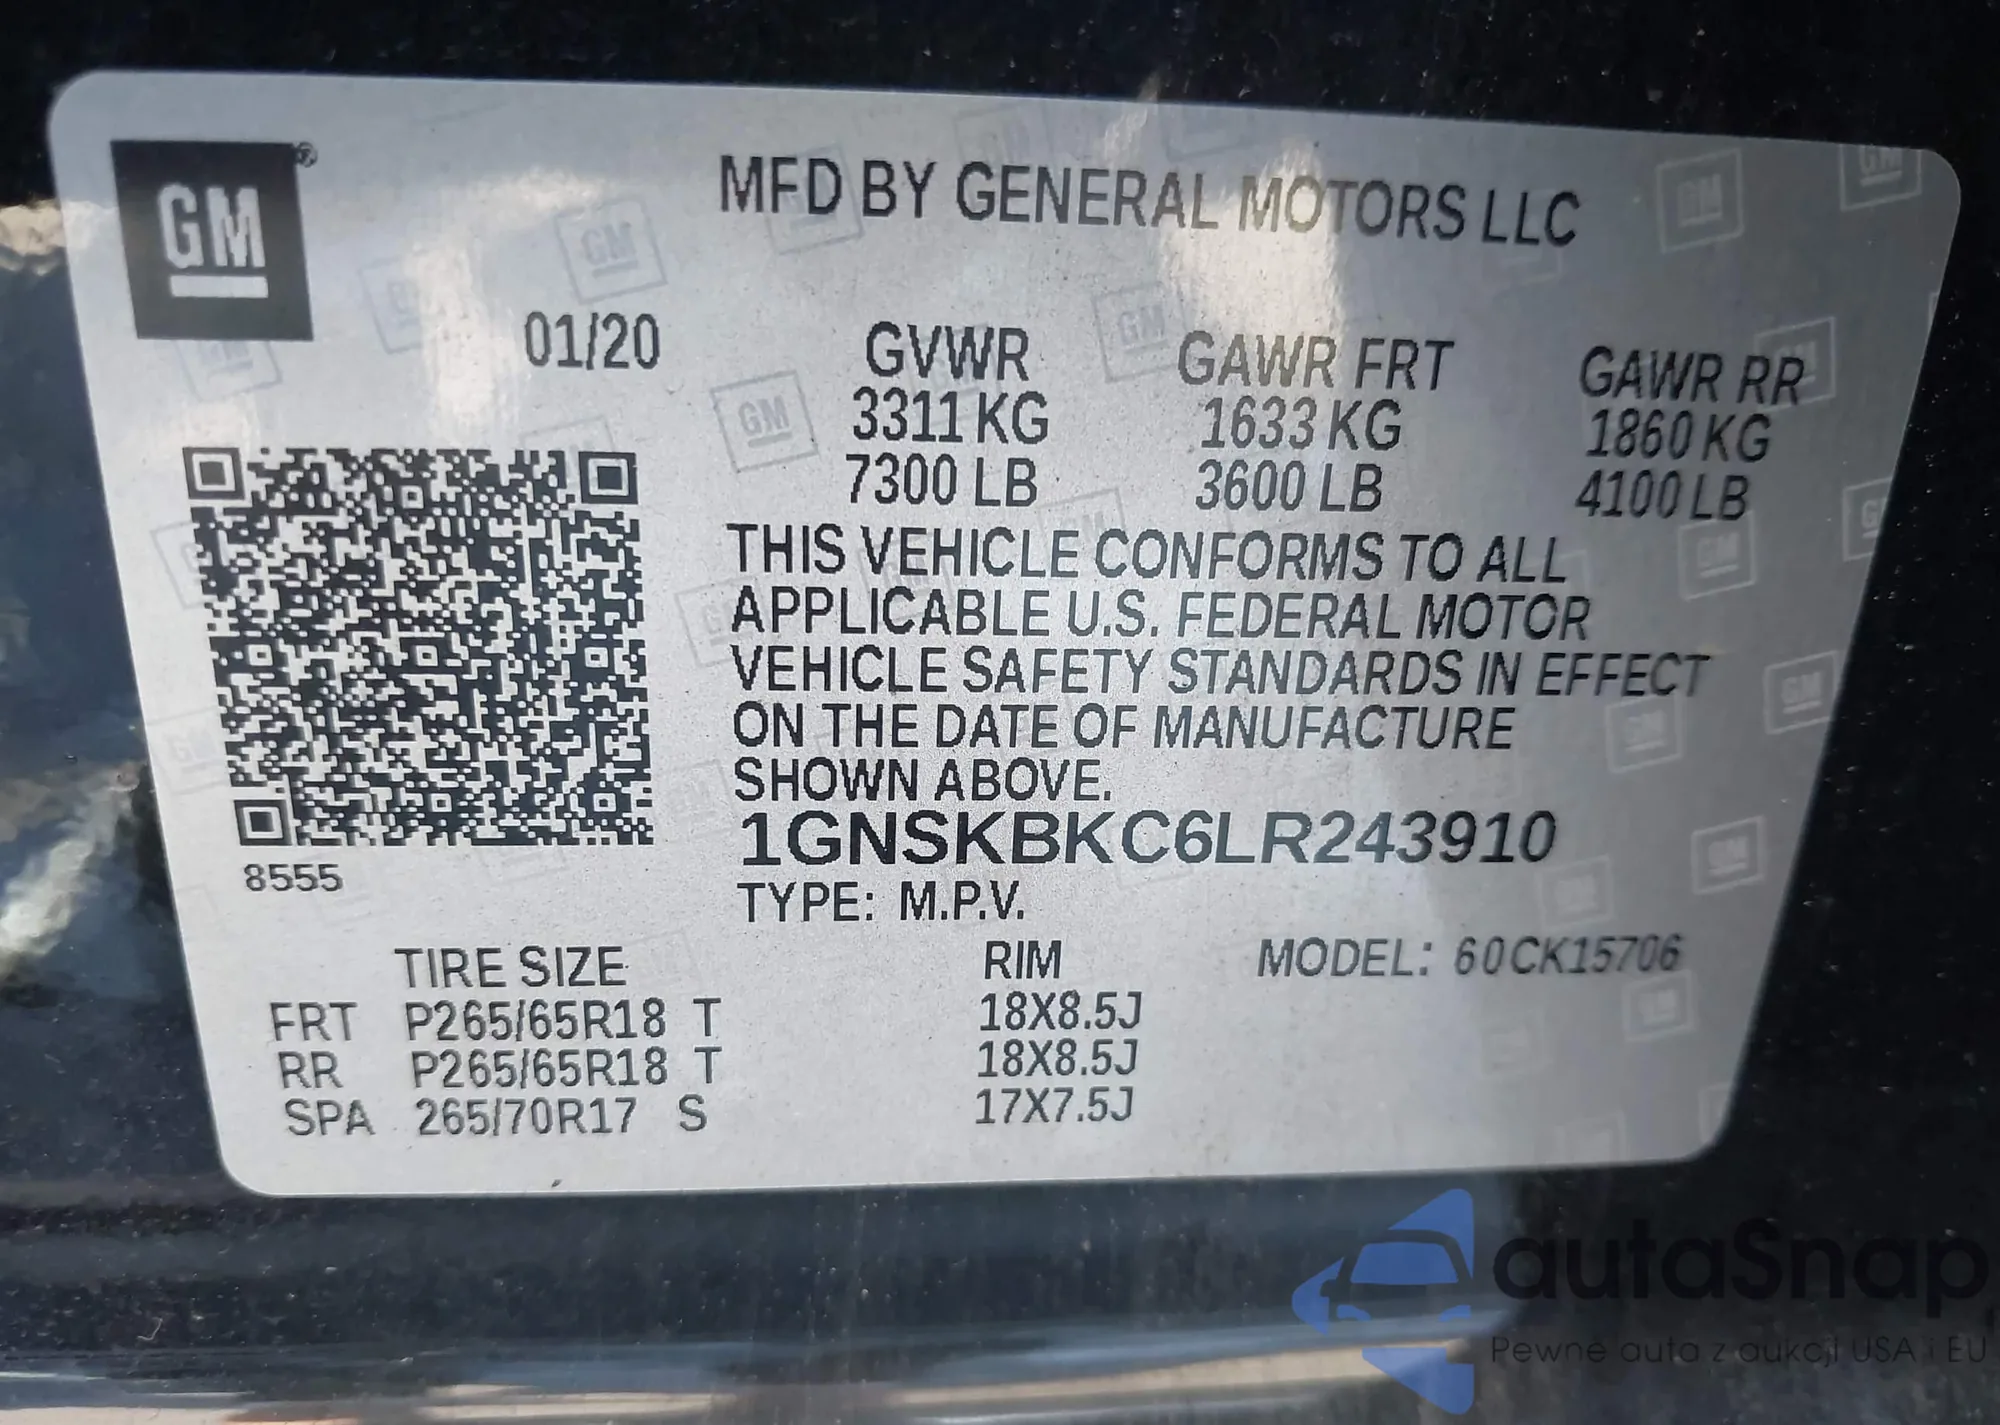 GM®
MFD BY GENERAL MOTORS LLC
01/20
GVWR GAWR FRT GAWR RR
3311 KG 1633 KG 1860 KG
7300 LB 3600 LB 4100 LB
THIS VEHICLE CONFORMS TO ALL
APPLICABLE U.S. FEDERAL MOTOR
VEHICLE SAFETY STANDARDS IN EFFECT
ON THE DATE OF MANUFACTURE
SHOWN ABOVE.
1GNSKBKC6LR243910
8555
TYPE: M.P.V.
TIRE SIZE RIM MODEL: 60CK15706
FRT P265/65R18 T 18X8.5J
RR P265/65R18 T 18X8.5J
SPA 265/70R17 S 17X7.5J
autaSnap
Pewne auta z aukcji USA i EU